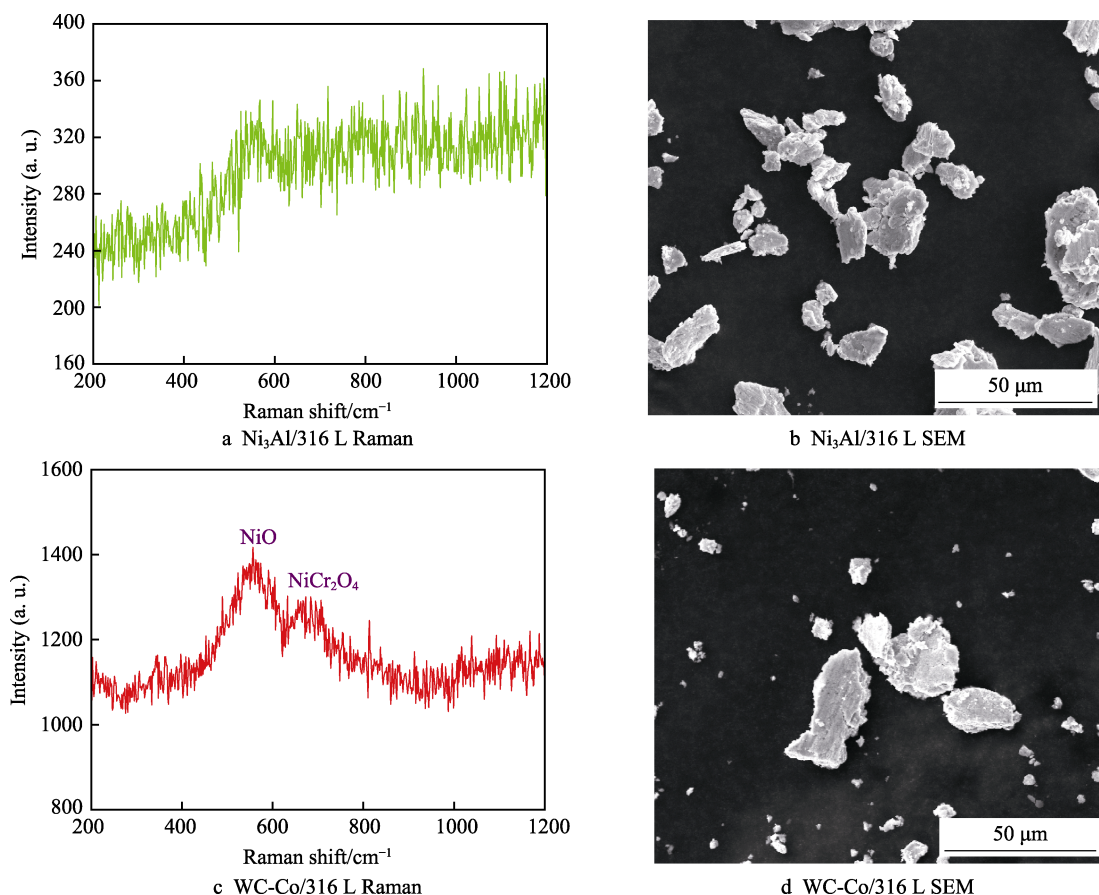 400
360
320
280
240
200
160
Intensity (a. u.)
200 400 600 800 1000 1200
Raman shift/cm⁻¹
a Ni₃Al/316 L Raman
50 μm
b Ni₃Al/316 L SEM
1600
1400
1200
1000
800
Intensity (a. u.)
NiO
NiCr₂O₄
200 400 600 800 1000 1200
Raman shift/cm⁻¹
c WC-Co/316 L Raman
50 μm
d WC-Co/316 L SEM